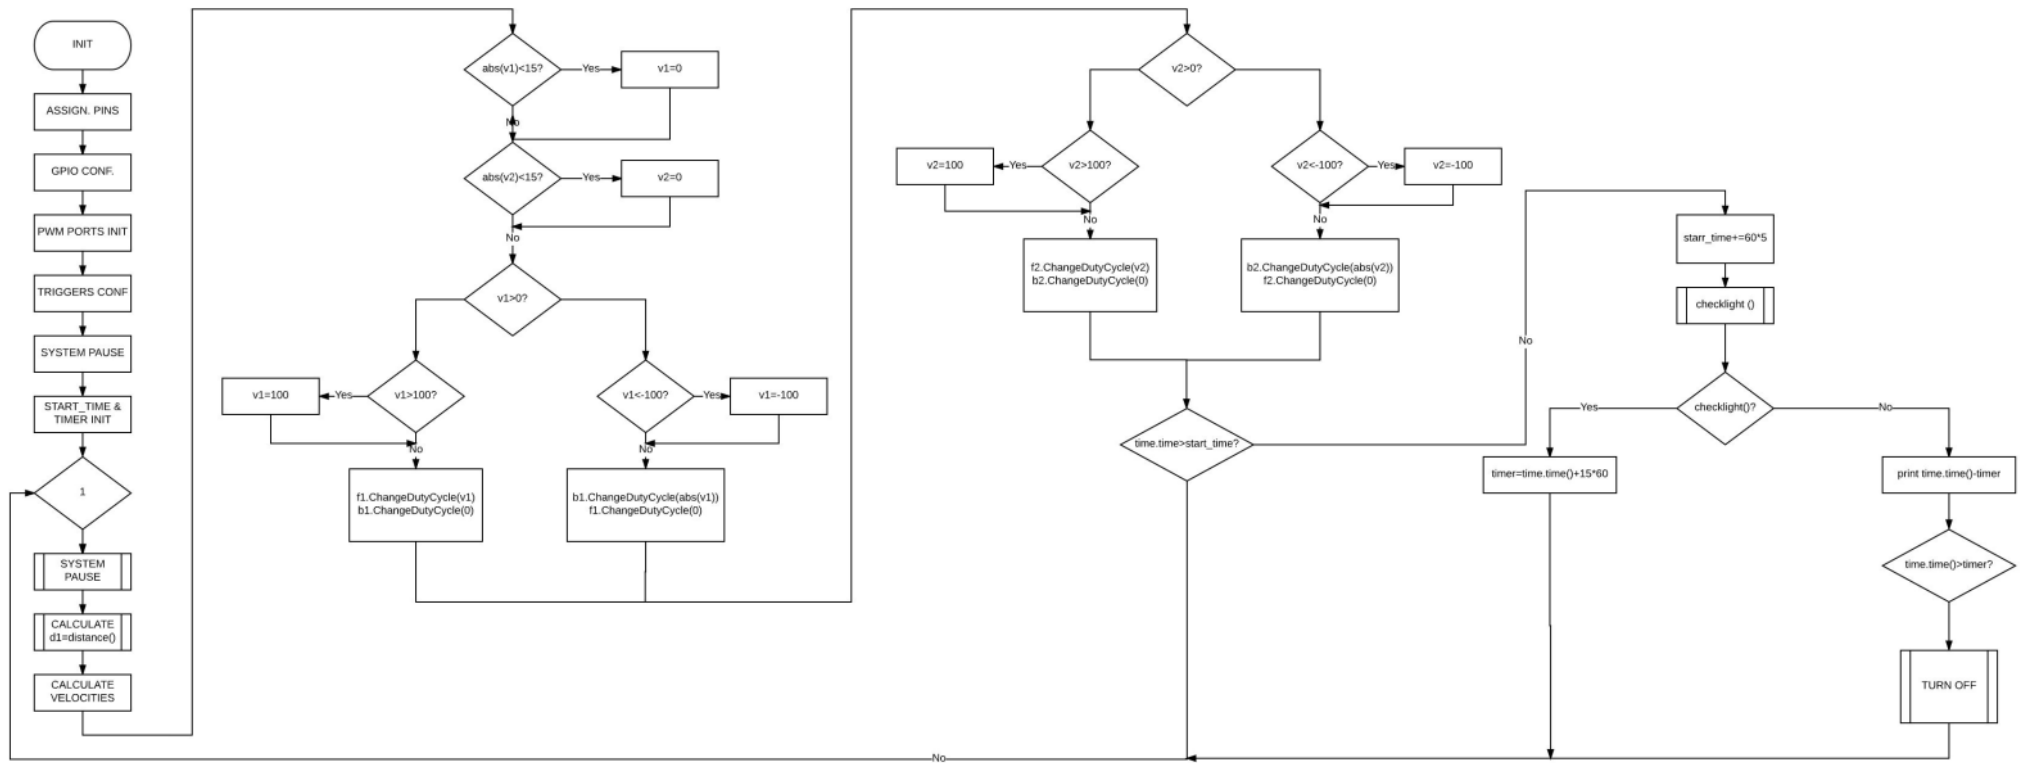 INIT
ASSIGN. PINS
GPIO CONF.
PWM PORTS INIT
TRIGGERS CONF
SYSTEM PAUSE
START_TIME &
TIMER INIT
1
SYSTEM
PAUSE
CALCULATE
d1=distance()
CALCULATE
VELOCITIES
abs(v1)<15?
Yes
v1=0
No
abs(v2)<15?
Yes
v2=0
No
v1>0?
v1=100
Yes
v1>100?
No
v1<-100?
Yes
v1=-100
No
f1.ChangeDutyCycle(v1)
b1.ChangeDutyCycle(0)
b1.ChangeDutyCycle(abs(v1))
f1.ChangeDutyCycle(0)
v2>0?
v2=100
Yes
v2>100?
No
v2<-100?
Yes
v2=-100
No
f2.ChangeDutyCycle(v2)
b2.ChangeDutyCycle(0)
b2.ChangeDutyCycle(abs(v2))
f2.ChangeDutyCycle(0)
time.time>start_time?
No
No
starr_time+=60*5
checklight ()
checklight()?
Yes
No
timer=time.time()+15*60
print time.time()-timer
time.time()>timer?
TURN OFF